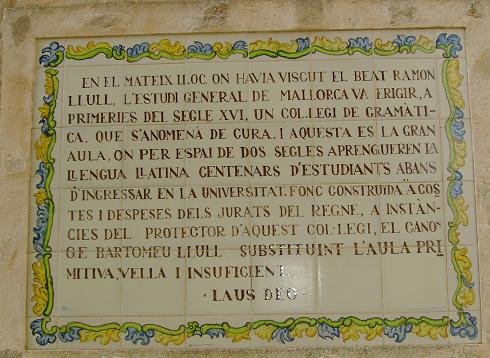 EN EL MATEIX LLOC ON HAVIA VISCUT EL BEAT RAMON
LLULL, L'ESTUDI GENERAL DE MALLORCA VA ERIGIR, A
PRIMERIES DEL SEGLE XVI, UN COL.LEGI DE GRAMÀTI-
CA, QUE S'ANOMENÀ DE CURA. I AQUESTA ES LA GRAN
AULA, ON PER ESPAI DE DOS SEGLES APRENGUEREN LA
LLENGUA LLATINA CENTENARS D'ESTUDIANTS ABANS
D'INGRESSAR EN LA UNIVERSITAT. FONC CONSTRUIDA A COS-
TES I DESPESES DELS JURATS DEL REGNE, A INSTÀN-
CIES DEL PROTECTOR D'AQUEST COL·LEGI, EL CANO-
GE BARTOMEU LLULL SUBSTITUINT L'AULA PRI-
MITIVA, VELLA I INSUFICIENT.
·LAUS DEO·